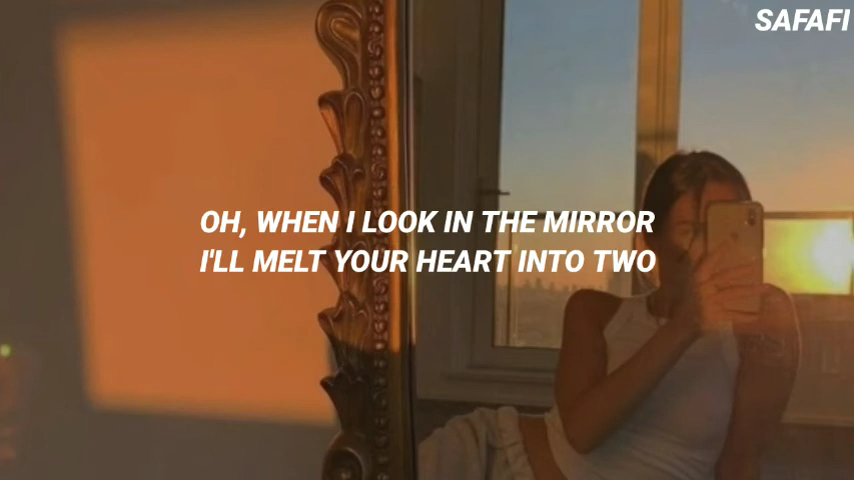 SAFAFI
OH, WHEN I LOOK IN THE MIRROR
I'LL MELT YOUR HEART INTO TWO